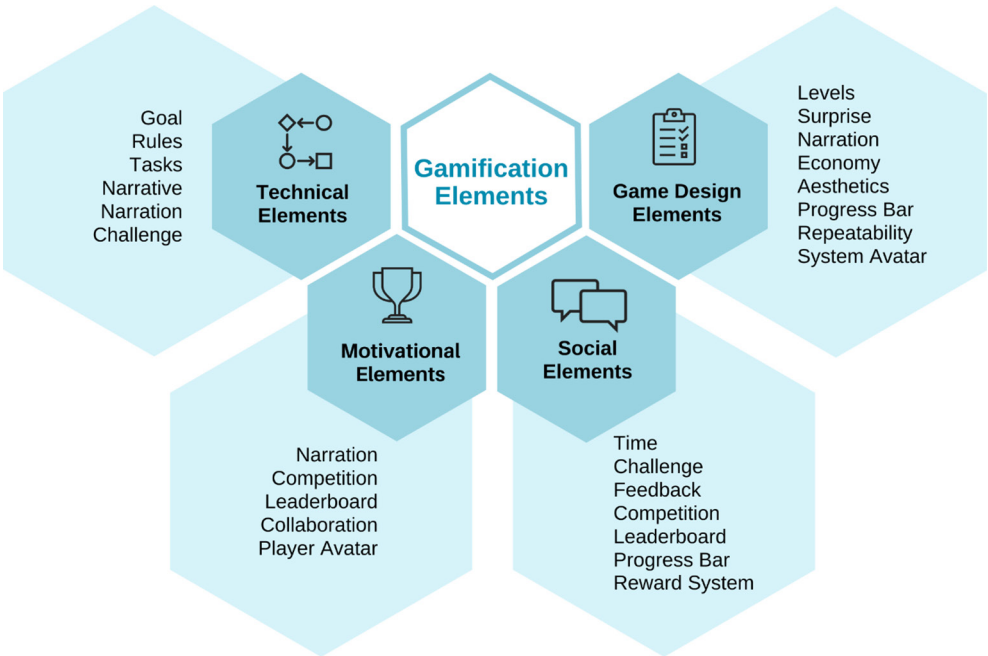 Gamification
Elements
Technical
Elements
Goal
Rules
Tasks
Narrative
Narration
Challenge
Game Design
Elements
Levels
Surprise
Narration
Economy
Aesthetics
Progress Bar
Repeatability
System Avatar
Motivational
Elements
Narration
Competition
Leaderboard
Collaboration
Player Avatar
Social
Elements
Time
Challenge
Feedback
Competition
Leaderboard
Progress Bar
Reward System